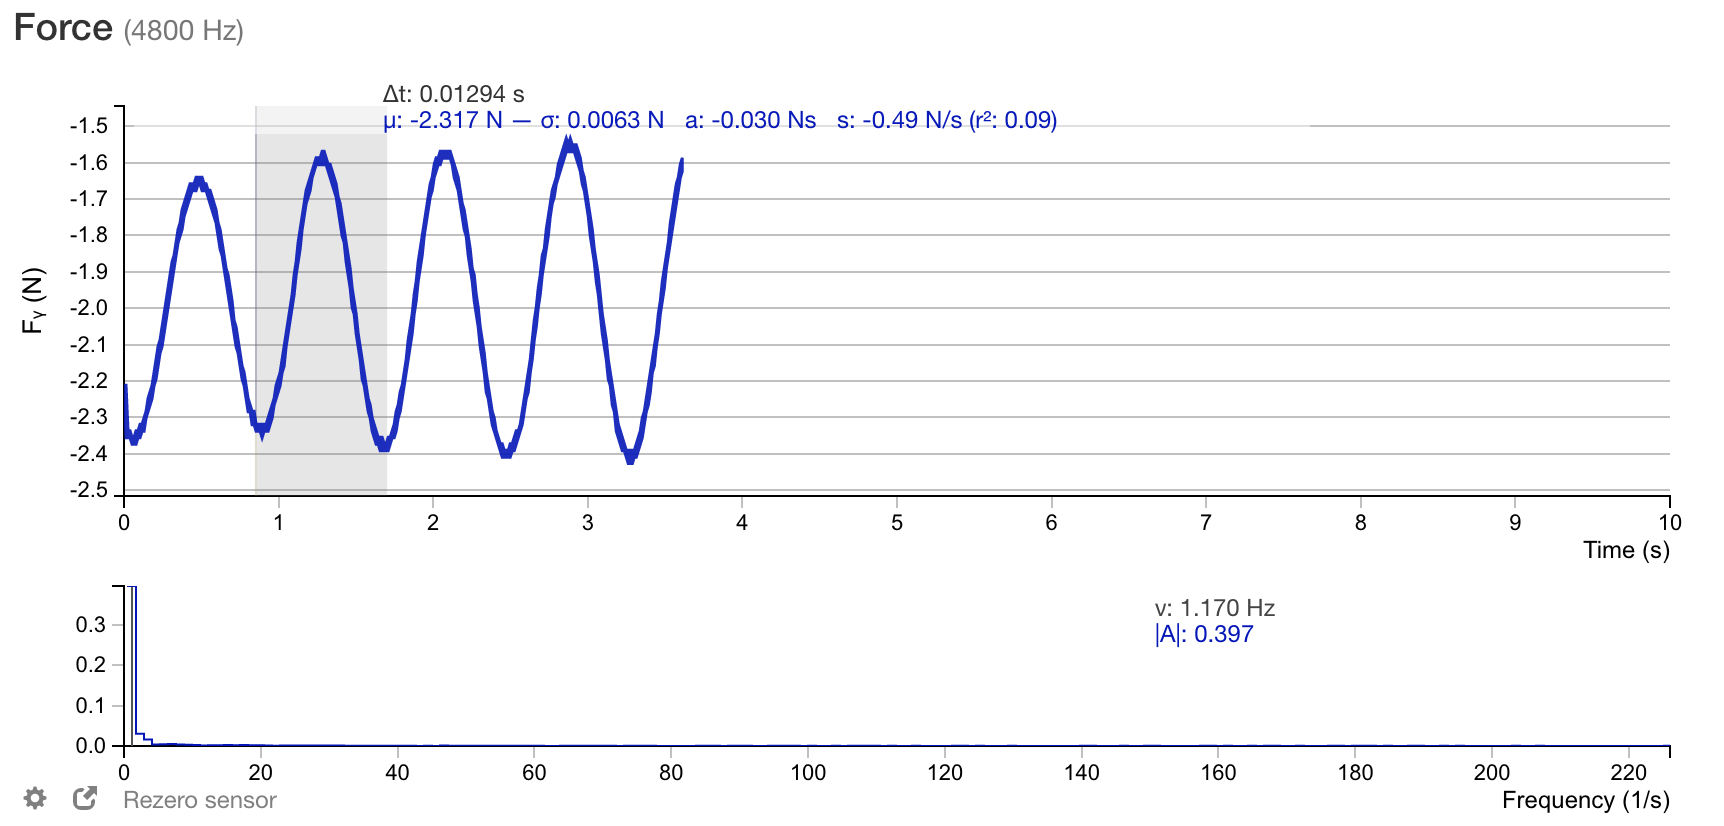 Force (4800 Hz)
Δt: 0.01294 s
μ: -2.317 N — σ: 0.0063 N a: -0.030 Ns s: -0.49 N/s (r²: 0.09)
-1.5
-1.6
-1.7
-1.8
-1.9
-2.0
-2.1
-2.2
-2.3
-2.4
-2.5
Fᵧ (N)
0 1 2 3 4 5 6 7 8 9 10
Time (s)
ν: 1.170 Hz
|A|: 0.397
0.3
0.2
0.1
0.0
0 20 40 60 80 100 120 140 160 180 200 220
Rezero sensor Frequency (1/s)